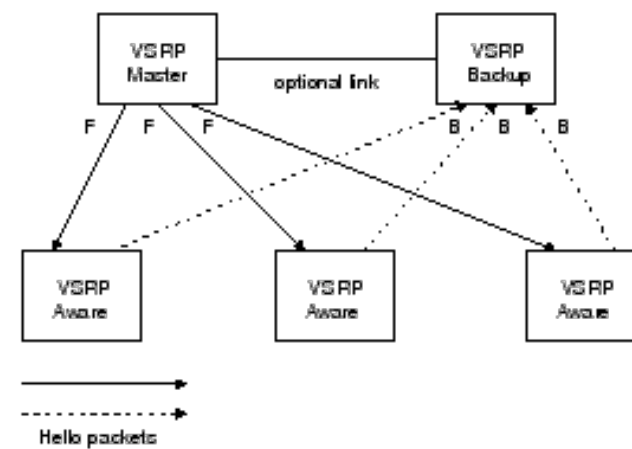 VSRP
Master
VSRP
Backup
optional link
F
F
F
B
B
B
VSRP
Aware
VSRP
Aware
VSRP
Aware
Hello packets